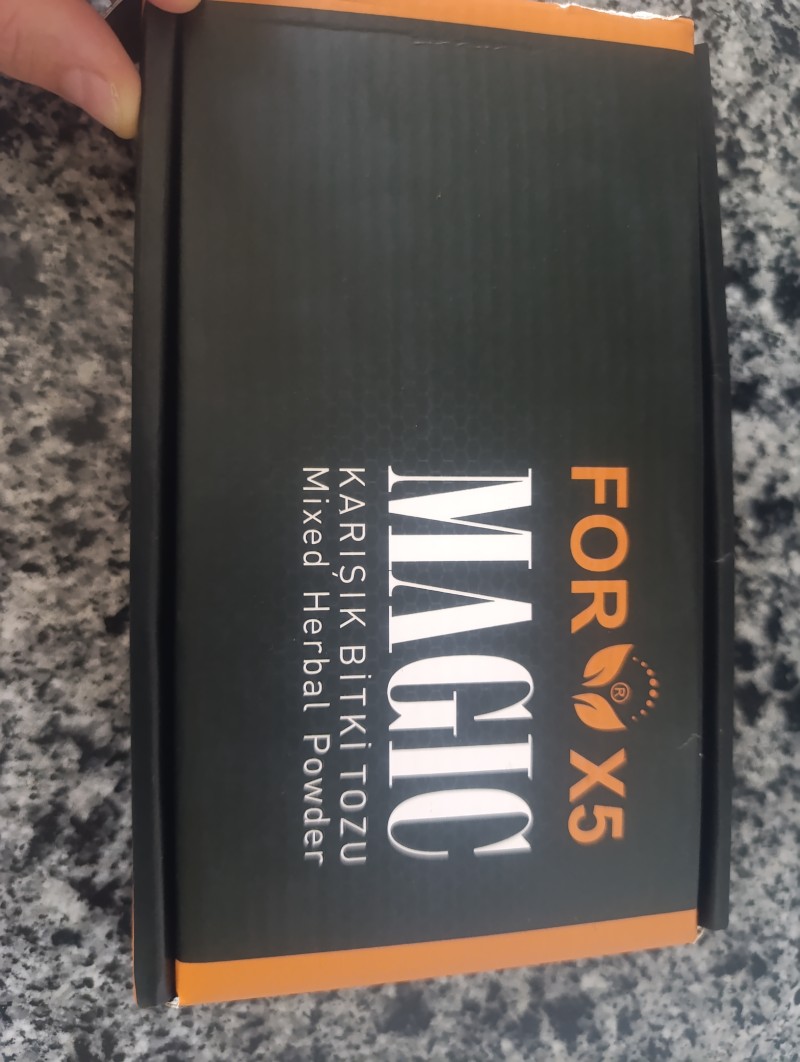 FOR ® X5
MAGIC
KARIŞIK BİTKİ TOZU
Mixed Herbal Powder